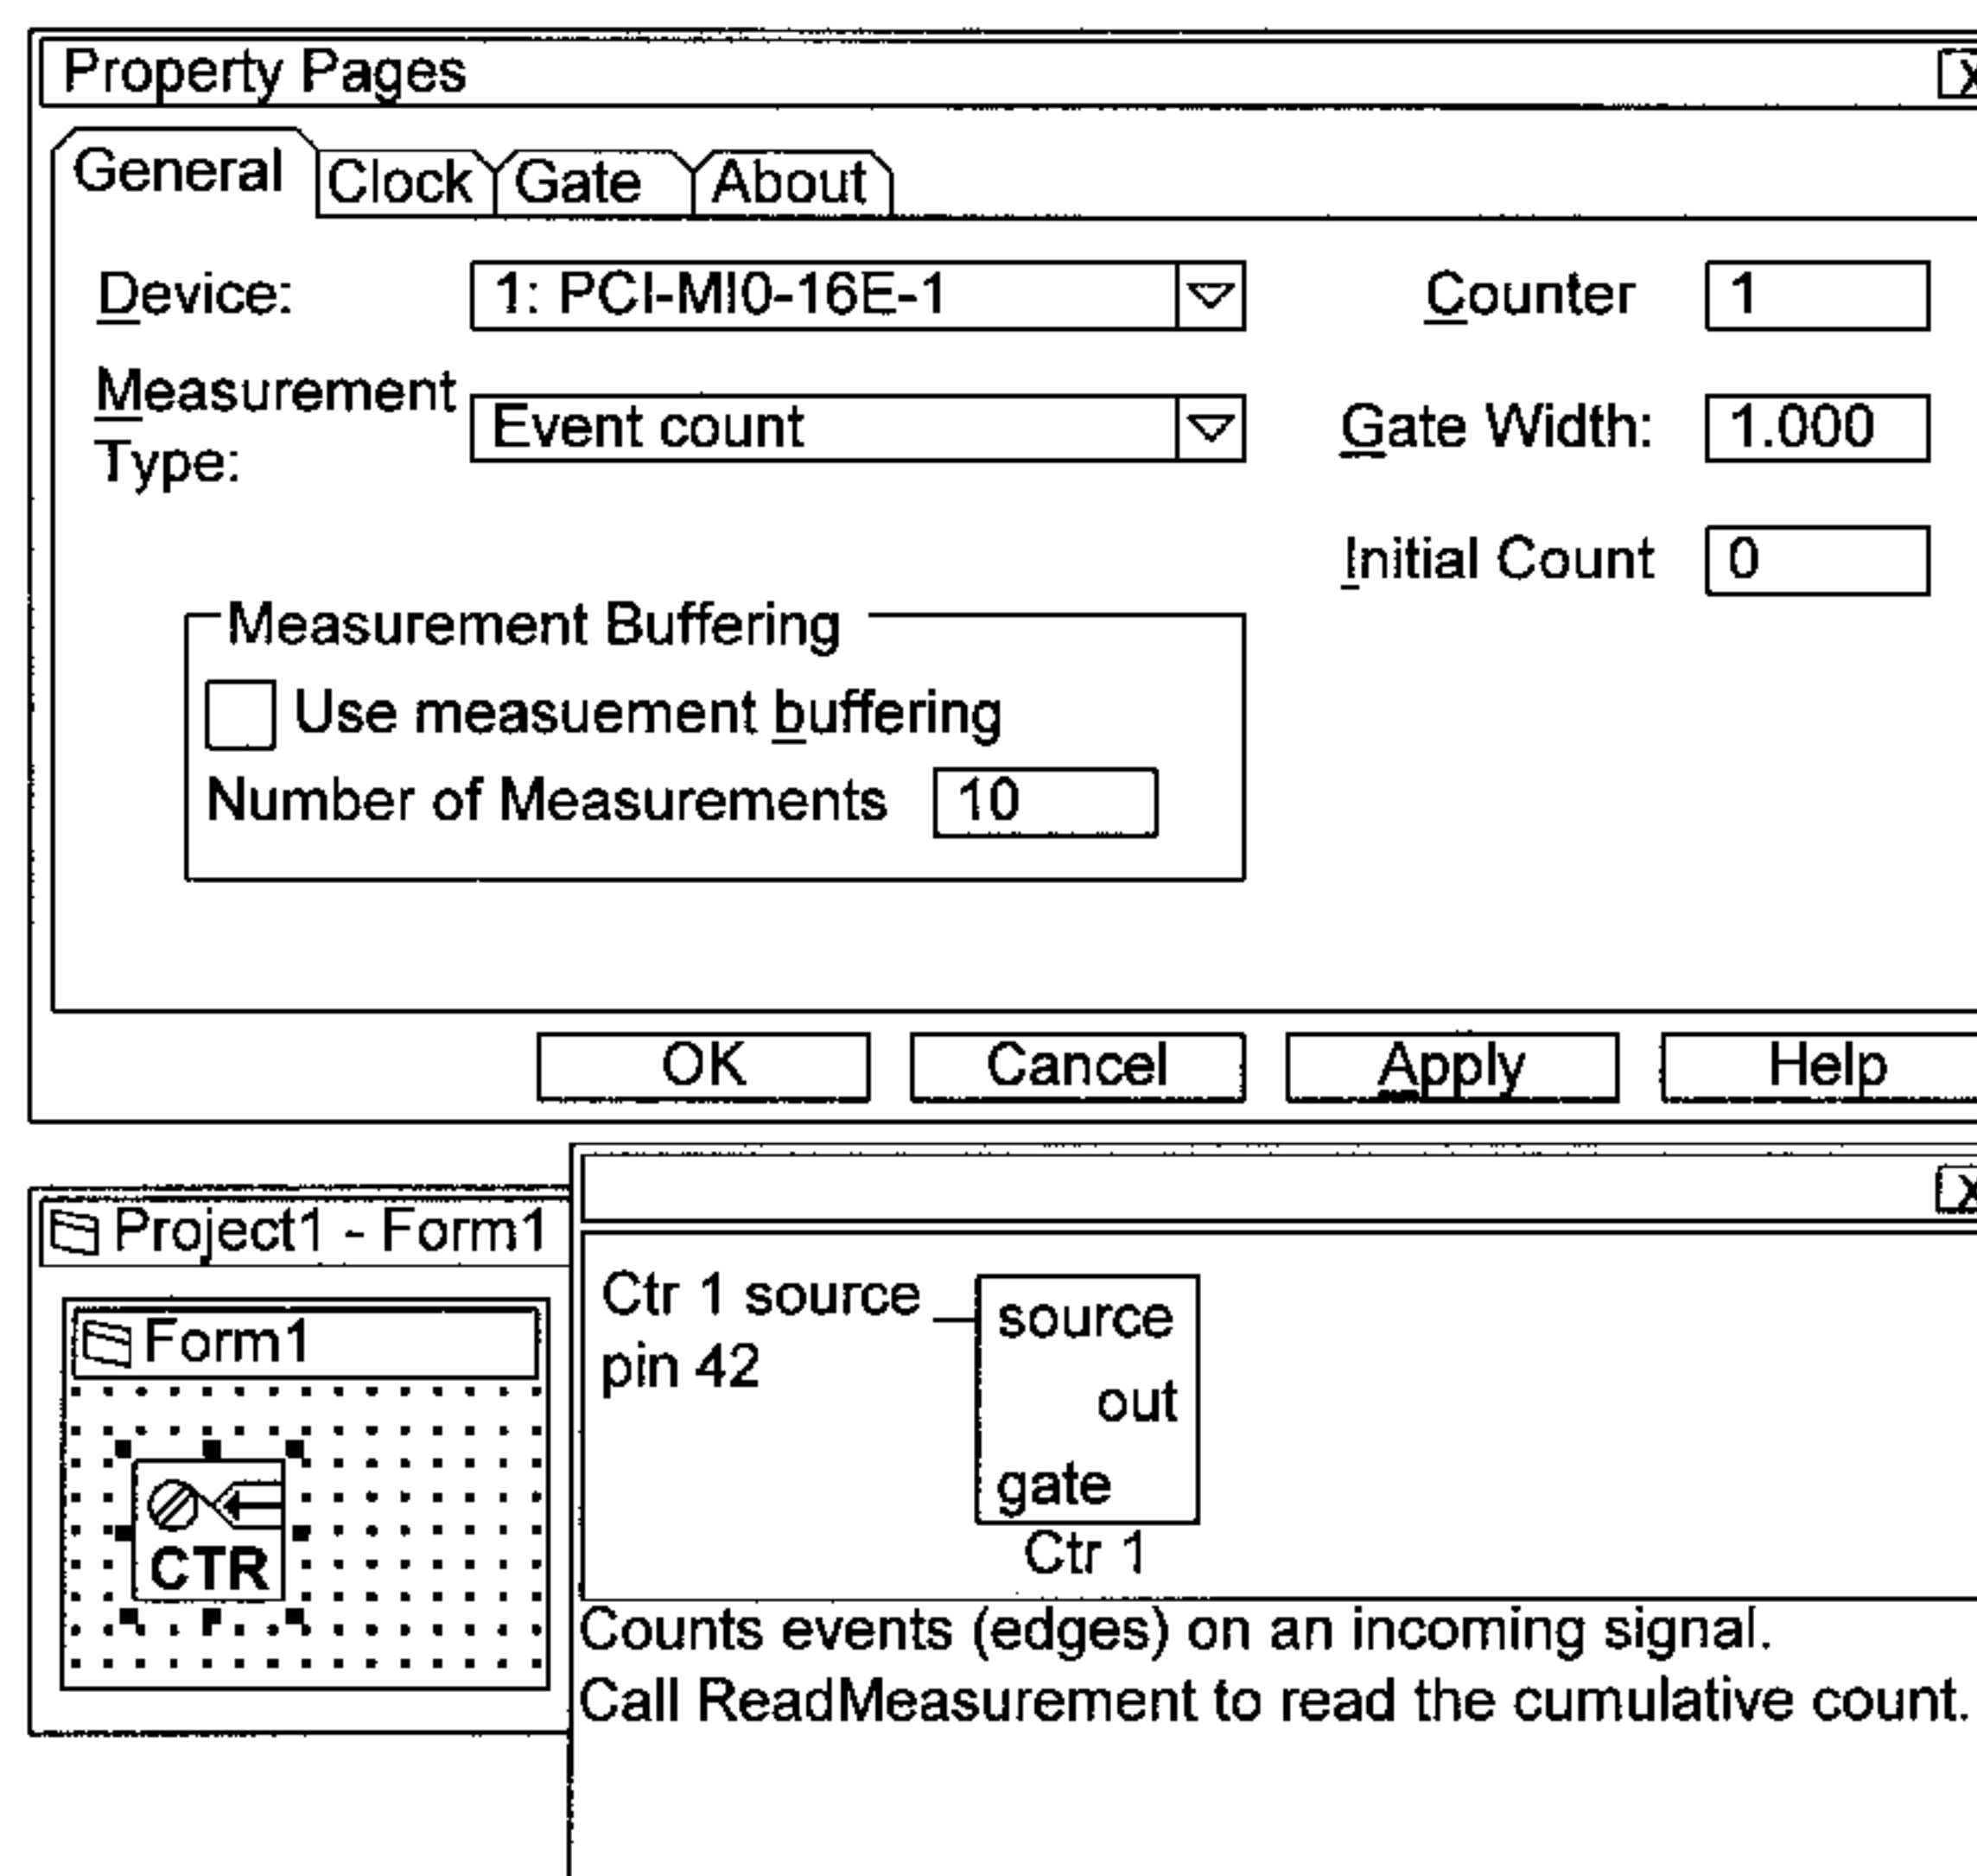 Property Pages X
General Clock Gate About
Device: 1: PCI-MI0-16E-1 Counter 1
Measurement Type: Event count Gate Width: 1.000
Initial Count 0
Measurement Buffering
Use measuement buffering
Number of Measurements 10
OK Cancel Apply Help
X
Project1 - Form1
Form1
CTR
Ctr 1 source
pin 42
source
out
gate
Ctr 1
Counts events (edges) on an incoming signal.
Call ReadMeasurement to read the cumulative count.